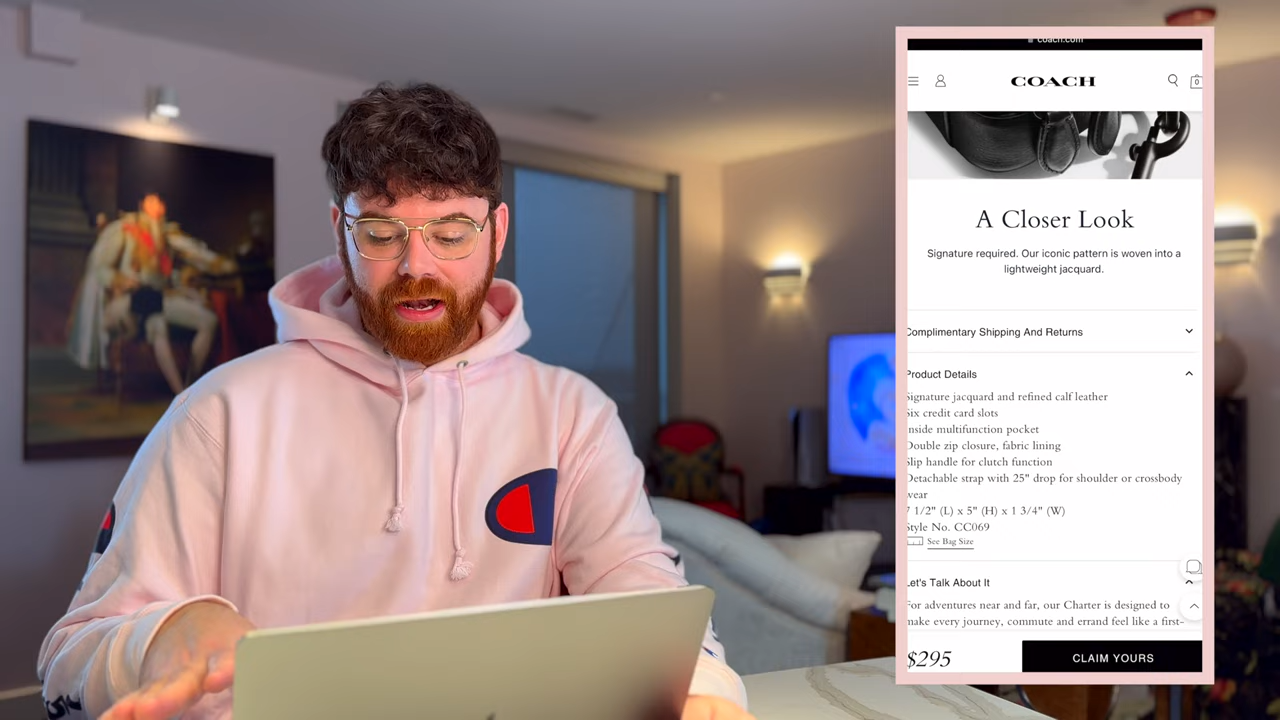 coach.com
COACH
0
A Closer Look
Signature required. Our iconic pattern is woven into a
lightweight jacquard.
Complimentary Shipping And Returns
Product Details
Signature jacquard and refined calf leather
Six credit card slots
Inside multifunction pocket
Double zip closure, fabric lining
Slip handle for clutch function
Detachable strap with 25" drop for shoulder or crossbody
wear
7 1/2" (L) x 5" (H) x 1 3/4" (W)
Style No. CC069
See Bag Size
Let's Talk About It
For adventures near and far, our Charter is designed to
make every journey, commute and errand feel like a first-
$295
CLAIM YOURS